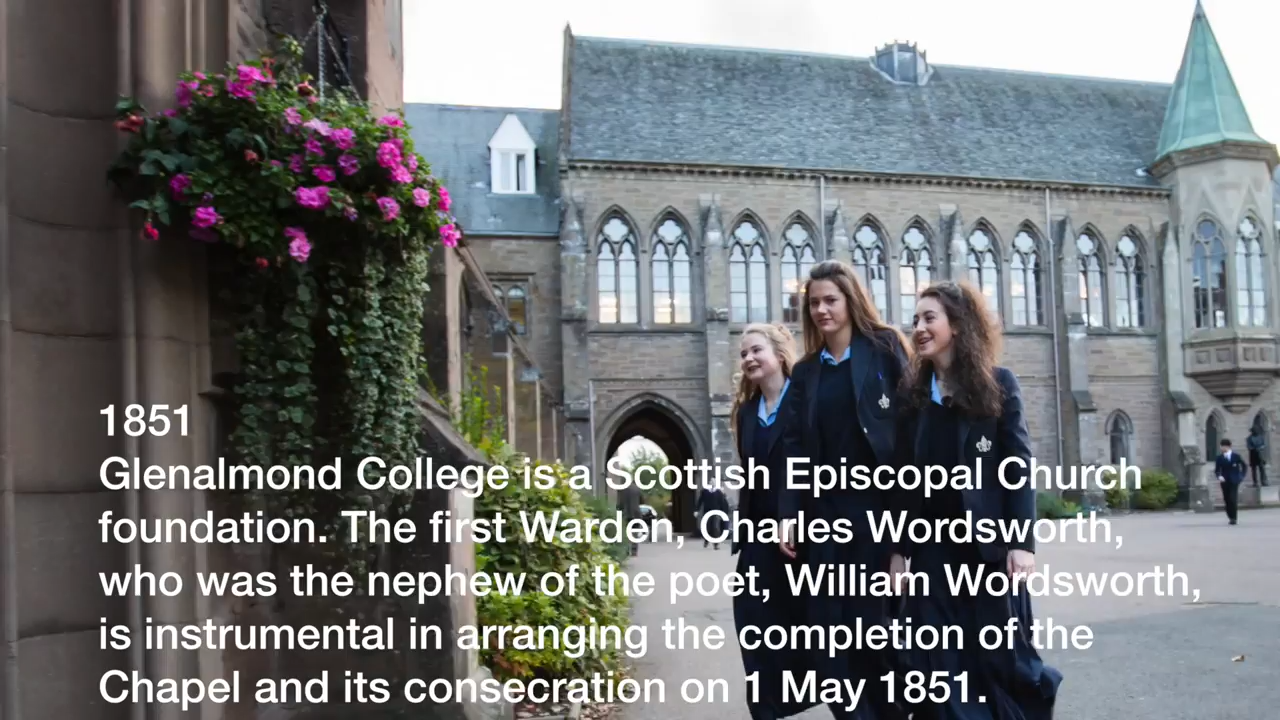 1851
Glenalmond College is a Scottish Episcopal Church
foundation. The first Warden, Charles Wordsworth,
who was the nephew of the poet, William Wordsworth,
is instrumental in arranging the completion of the
Chapel and its consecration on 1 May 1851.